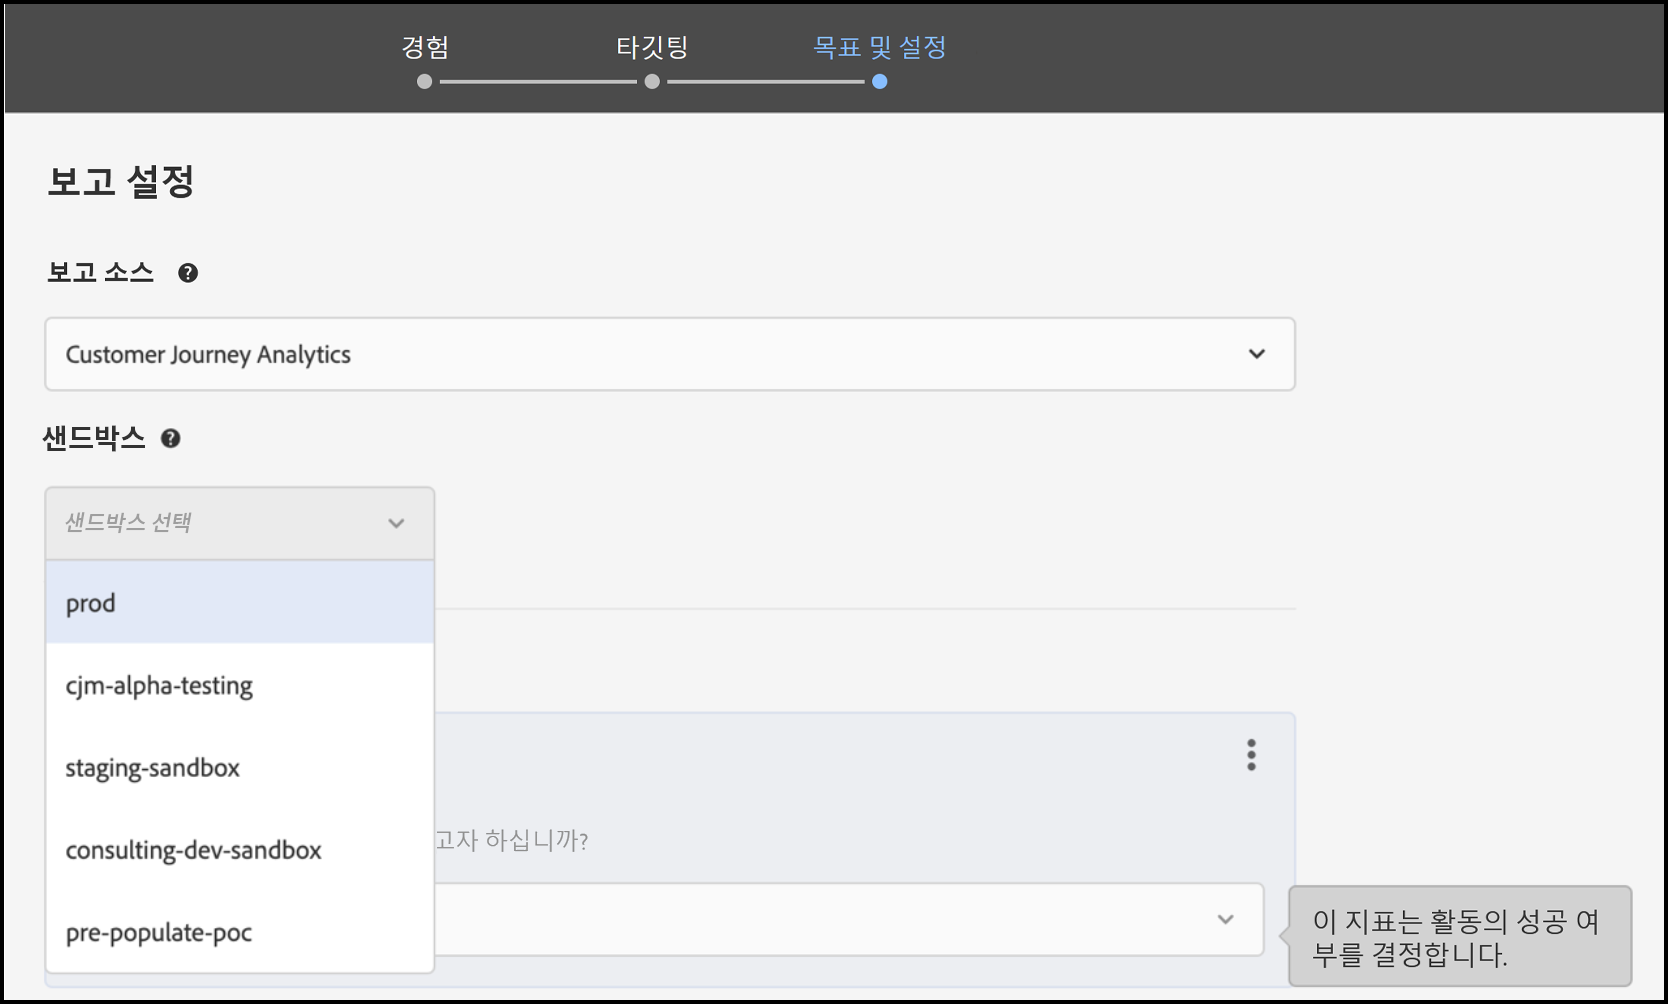 경험
타깃팅
목표 및 설정
보고 설정
보고 소스
Customer Journey Analytics
샌드박스
샌드박스 선택
prod
cjm-alpha-testing
staging-sandbox
고자 하십니까?
consulting-dev-sandbox
이 지표는 활동의 성공 여
부를 결정합니다.
pre-populate-poc